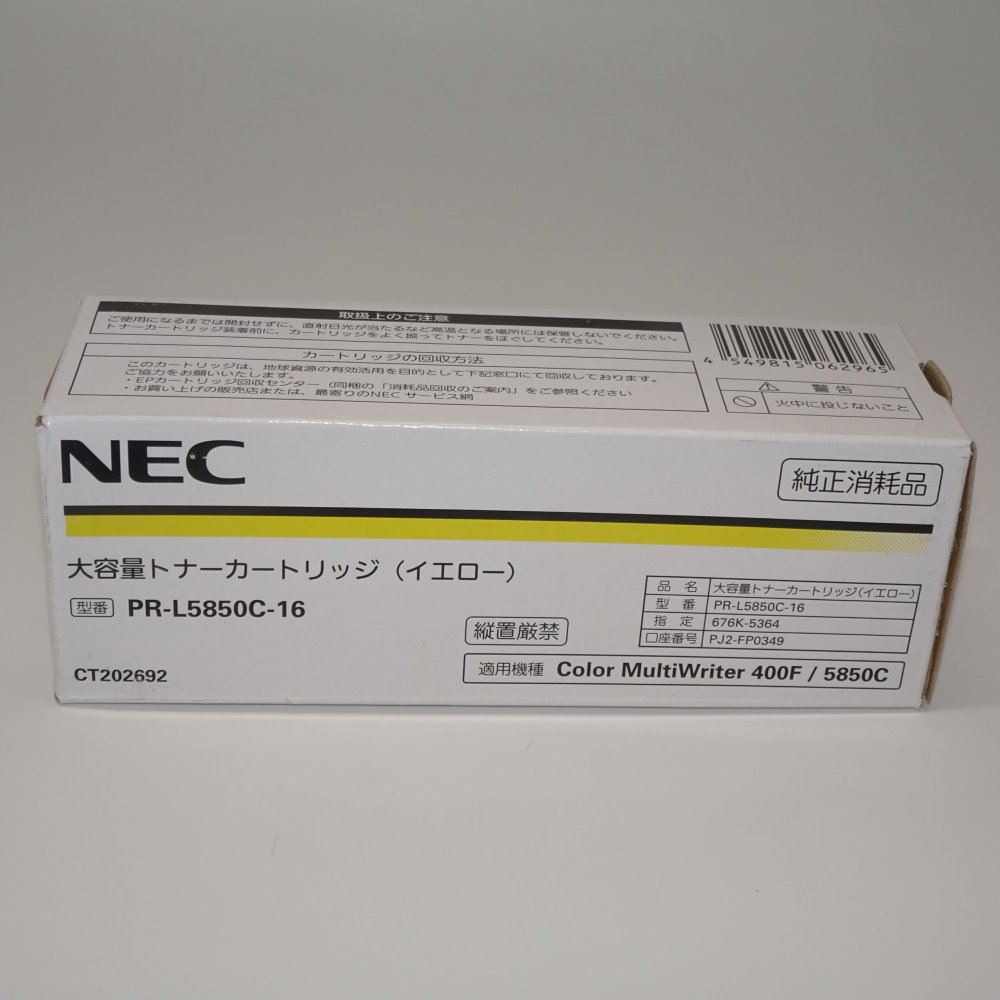 取扱上のご注意
ご使用になるまでは開封せずに、直射日光が当たるなど高温となる場所には保管しないでください。
トナーカートリッジ装着前に、カートリッジをよく振ってトナーをほぐしてください。
カートリッジの回収方法
このカートリッジは、地球資源の有効活用を目的として下記窓口にて回収しております。
ご協力をお願いいたします。
・EPカートリッジ回収センター(同梱の「消耗品回収のご案内」をご参照ください
・お買い上げの販売店または、最寄りのNECサービス網
4 549815 062965
警告
火中に投じないこと
NEC
純正消耗品
大容量トナーカートリッジ(イエロー)
型番 PR-L5850C-16
CT202692
縦置厳禁
品名 大容量トナーカートリッジ(イエロー)
型番 PR-L5850C-16
指定 676K-5364
口座番号 PJ2-FP0349
適用機種 Color MultiWriter 400F / 5850C